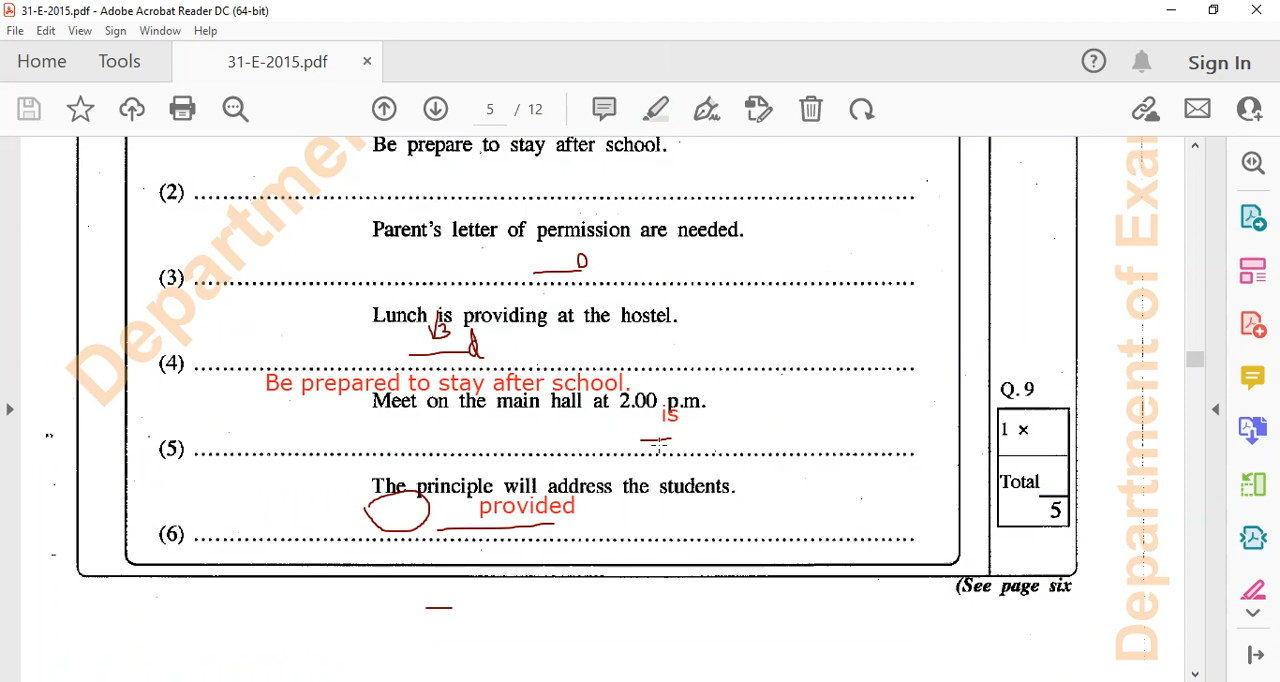 31-E-2015.pdf - Adobe Acrobat Reader DC (64-bit)
File Edit View Sign Window Help
Home Tools 31-E-2015.pdf × Sign In
5 / 12
Be prepare to stay after school.
(2)
Parent's letter of permission are needed.
(3)
Lunch is providing at the hostel.
V3
d
(4)
Be prepared to stay after school.
Meet on the main hall at 2.00 p.m.
is
(5)
The principle will address the students.
provided
(6)
Q. 9
1 ×
Total
5
(See page six
Departmen
Department of Exa